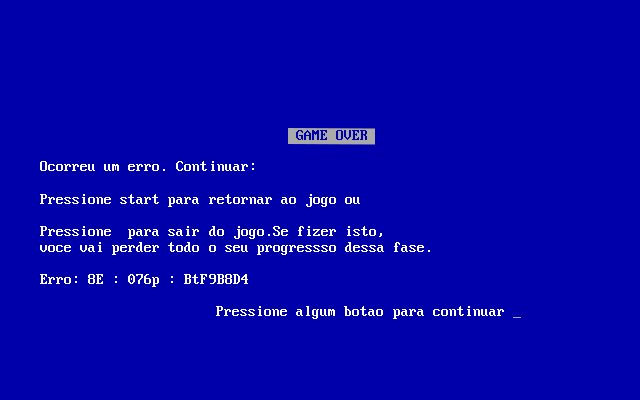 GAME OVER
Ocorreu um erro. Continuar:
Pressione start para retornar ao jogo ou
Pressione  para sair do jogo.Se fizer isto,
voce vai perder todo o seu progressso dessa fase.
Erro: 8E : 076p : BtF9B8D4
Pressione algum botao para continuar _